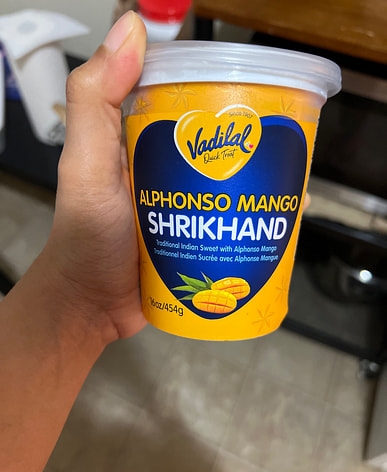 Vadilal
Quick Treat
ALPHONSO MANGO
SHRIKHAND
Traditional Indian Sweet with Alphonso Mango
Traditionnel Indien Sucrée avec Alphonse Mangue
16oz/454g